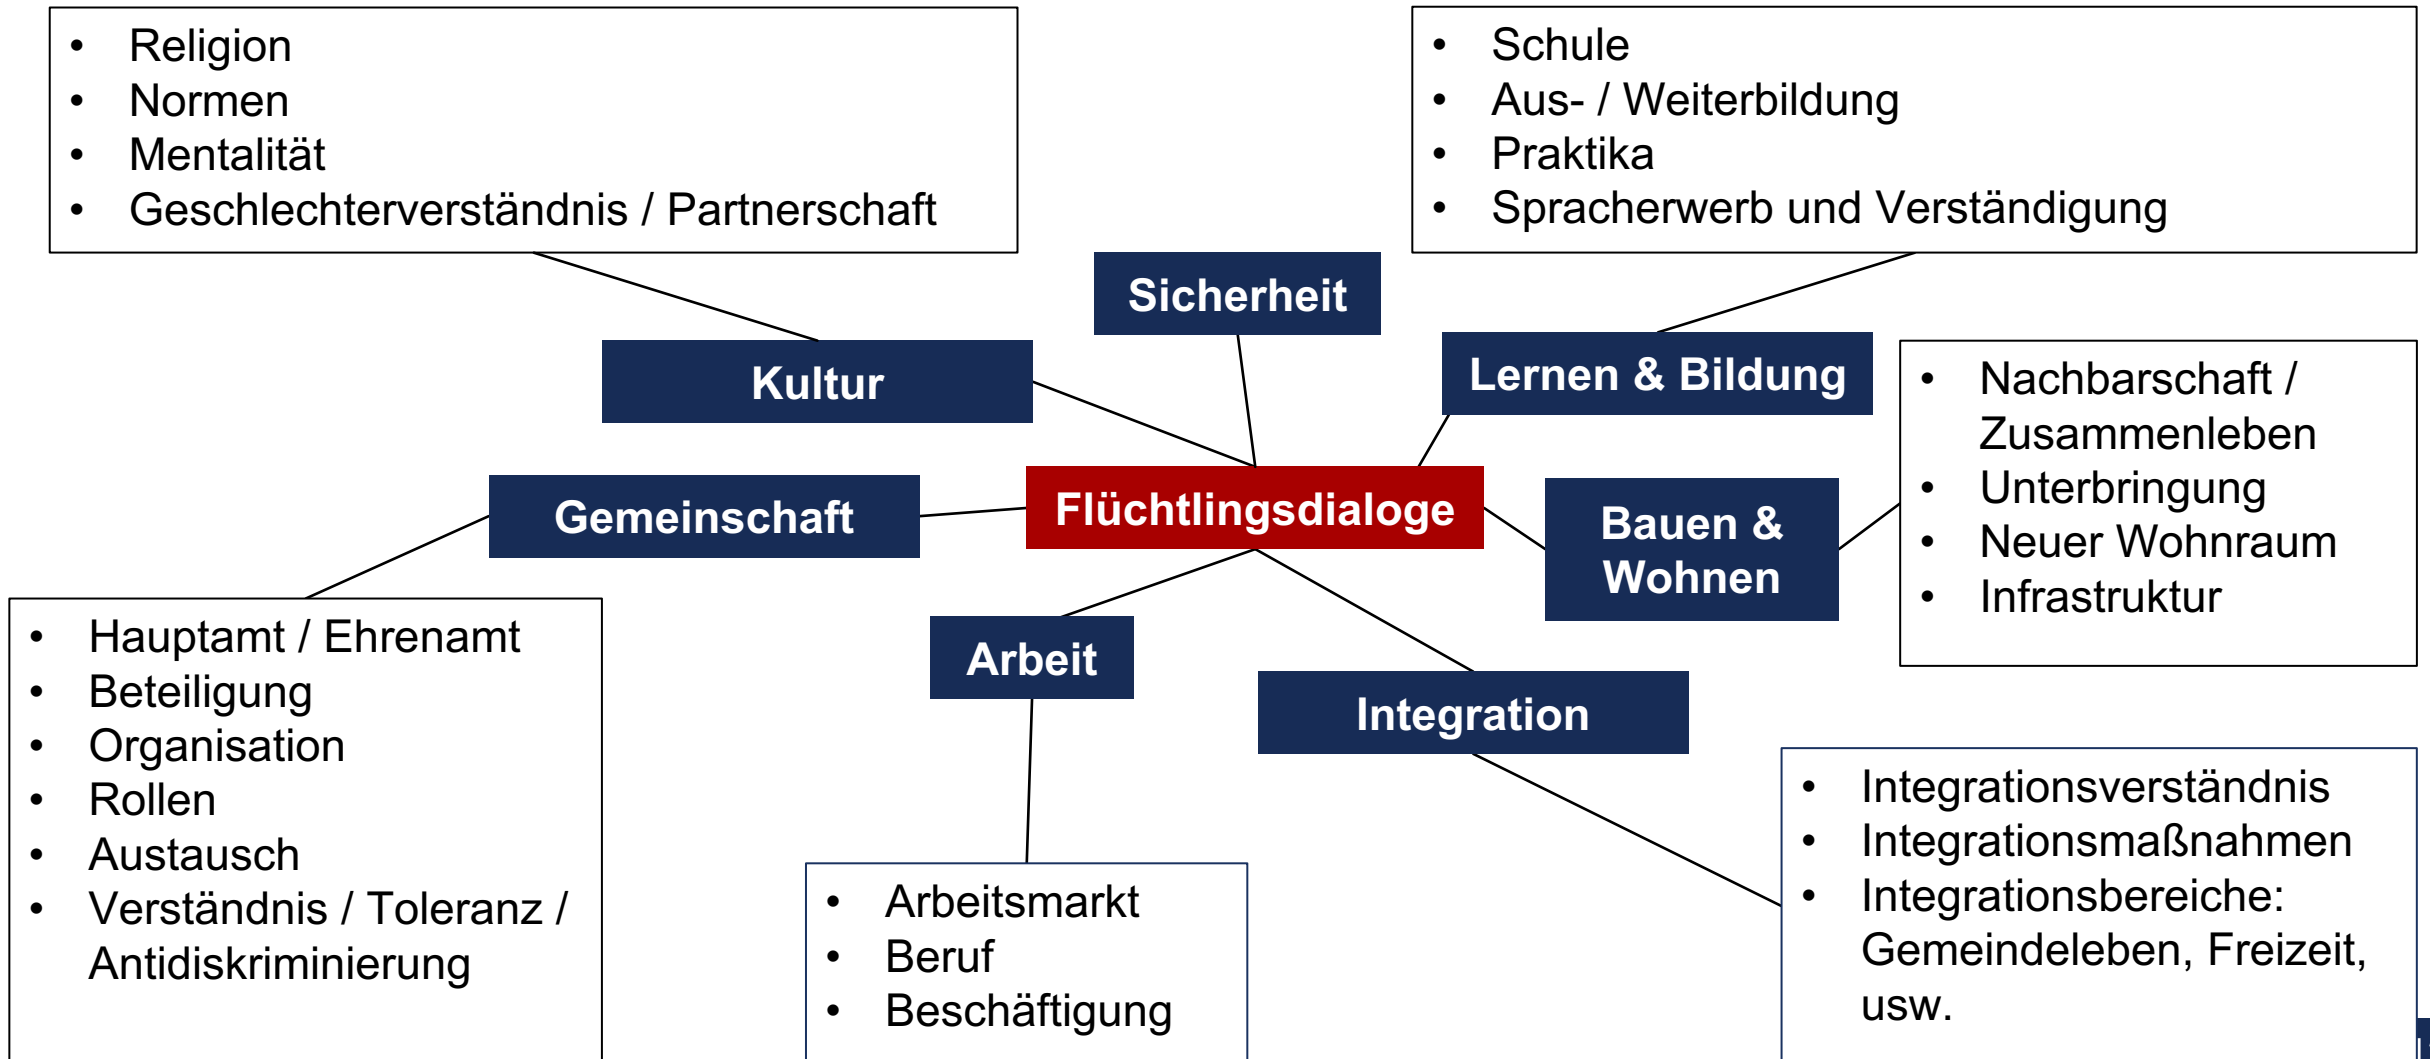 • Religion
• Normen
• Mentalität
• Geschlechterverständnis / Partnerschaft
• Schule
• Aus- / Weiterbildung
• Praktika
• Spracherwerb und Verständigung
Sicherheit
Kultur
Lernen & Bildung
• Nachbarschaft /
Zusammenleben
• Unterbringung
• Neuer Wohnraum
• Infrastruktur
Gemeinschaft
Flüchtlingsdialoge
Bauen &
Wohnen
• Hauptamt / Ehrenamt
• Beteiligung
• Organisation
• Rollen
• Austausch
• Verständnis / Toleranz /
Antidiskriminierung
Arbeit
Integration
• Arbeitsmarkt
• Beruf
• Beschäftigung
• Integrationsverständnis
• Integrationsmaßnahmen
• Integrationsbereiche:
Gemeindeleben, Freizeit,
usw.